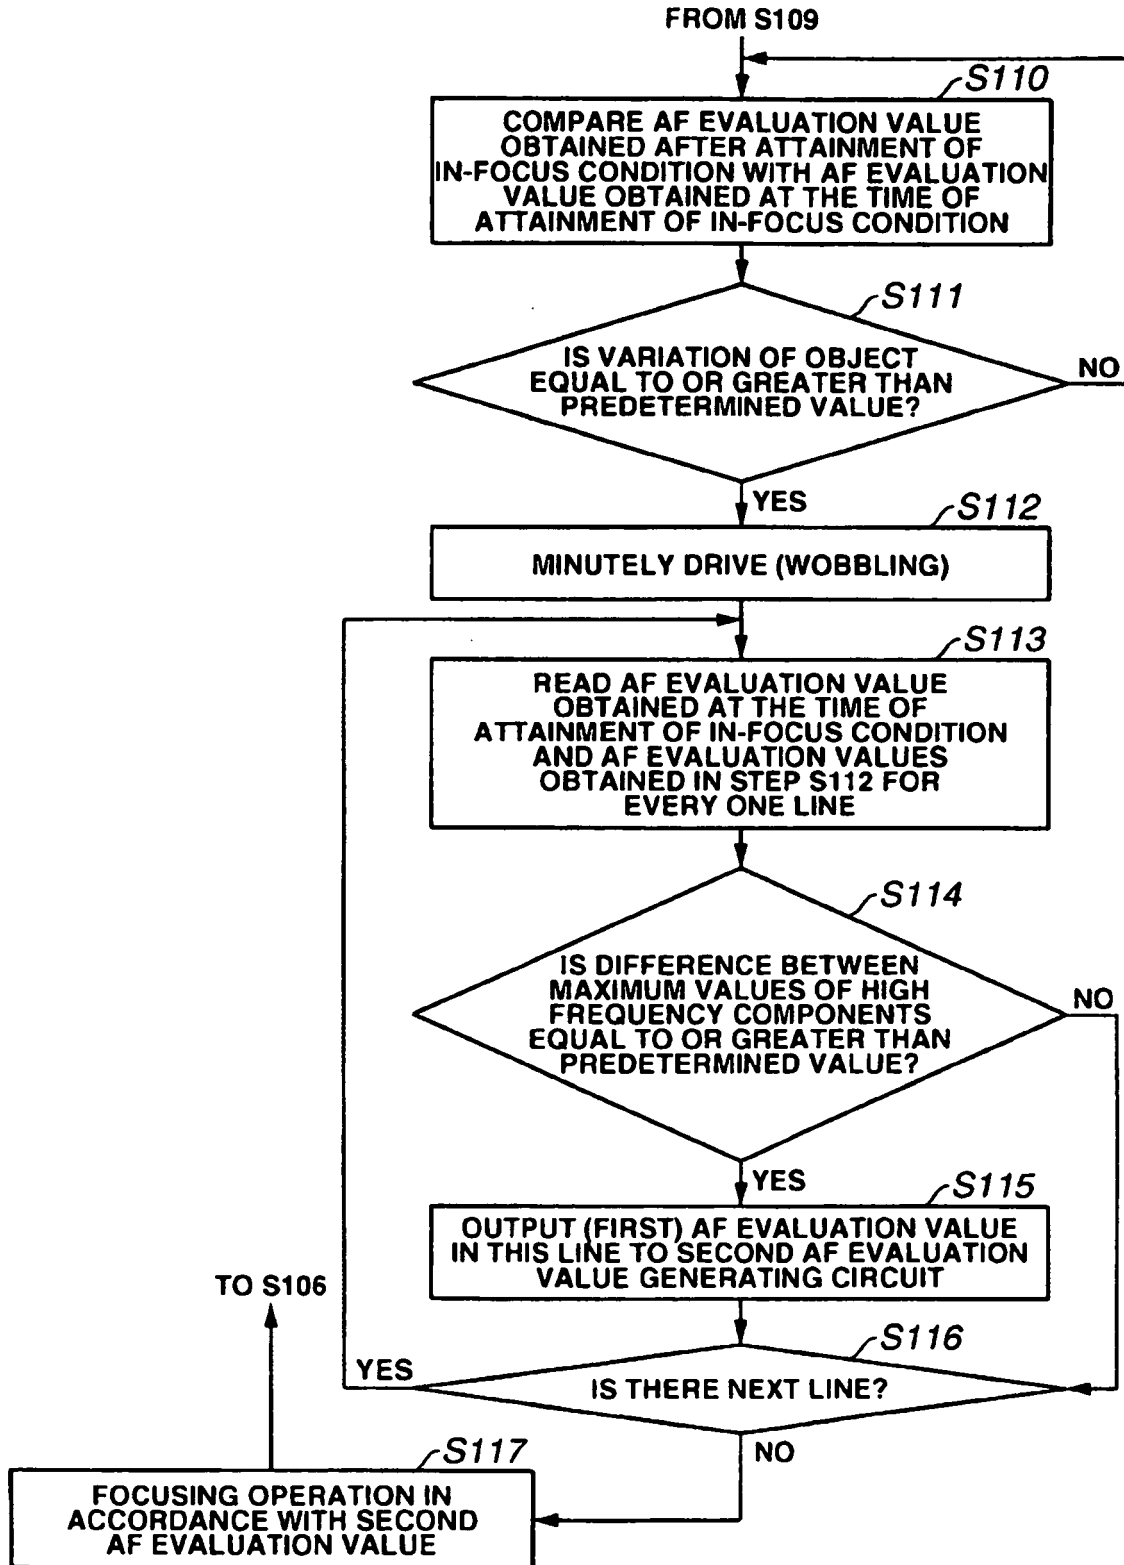 FROM S109
S110
COMPARE AF EVALUATION VALUE
OBTAINED AFTER ATTAINMENT OF
IN-FOCUS CONDITION WITH AF EVALUATION
VALUE OBTAINED AT THE TIME OF
ATTAINMENT OF IN-FOCUS CONDITION
S111
IS VARIATION OF OBJECT
EQUAL TO OR GREATER THAN
PREDETERMINED VALUE?
NO
YES
S112
MINUTELY DRIVE (WOBBLING)
S113
READ AF EVALUATION VALUE
OBTAINED AT THE TIME OF
ATTAINMENT OF IN-FOCUS CONDITION
AND AF EVALUATION VALUES
OBTAINED IN STEP S112 FOR
EVERY ONE LINE
S114
IS DIFFERENCE BETWEEN
MAXIMUM VALUES OF HIGH
FREQUENCY COMPONENTS
EQUAL TO OR GREATER THAN
PREDETERMINED VALUE?
NO
YES
S115
OUTPUT (FIRST) AF EVALUATION VALUE
IN THIS LINE TO SECOND AF EVALUATION
VALUE GENERATING CIRCUIT
TO S106
S116
YES
IS THERE NEXT LINE?
NO
S117
FOCUSING OPERATION IN
ACCORDANCE WITH SECOND
AF EVALUATION VALUE